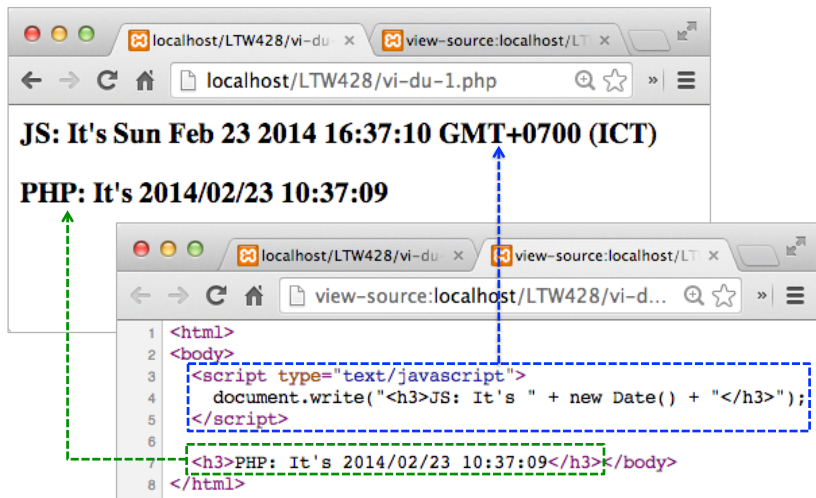 localhost/LTW428/vi-du- view-source:localhost/LT
localhost/LTW428/vi-du-1.php
JS: It's Sun Feb 23 2014 16:37:10 GMT+0700 (ICT)
PHP: It's 2014/02/23 10:37:09
localhost/LTW428/vi-du- view-source:localhost/LT
view-source:localhost/LTW428/vi-d...
1 <html>
2 <body>
3 <script type="text/javascript">
4 document.write("<h3>JS: It's " + new Date() + "</h3>");
5 </script>
6
7 <h3>PHP: It's 2014/02/23 10:37:09</h3></body>
8 </html>